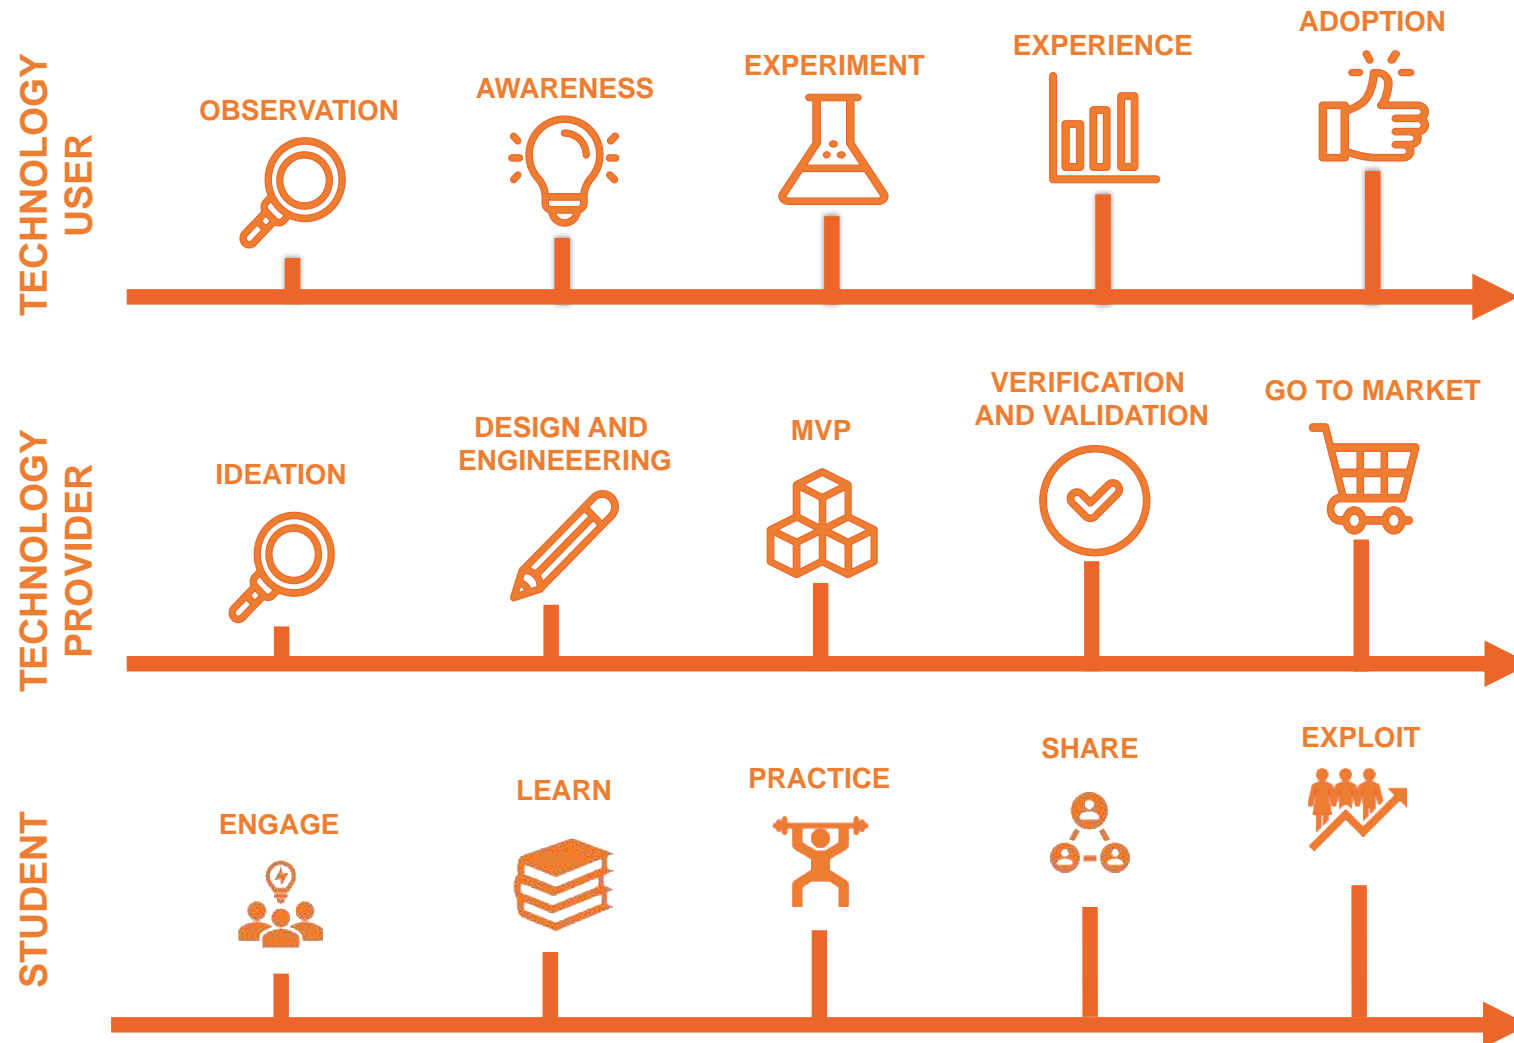 TECHNOLOGY
USER
OBSERVATION
AWARENESS
EXPERIMENT
EXPERIENCE
ADOPTION
TECHNOLOGY
PROVIDER
IDEATION
DESIGN AND
ENGINEEERING
MVP
VERIFICATION
AND VALIDATION
GO TO MARKET
STUDENT
ENGAGE
LEARN
PRACTICE
SHARE
EXPLOIT